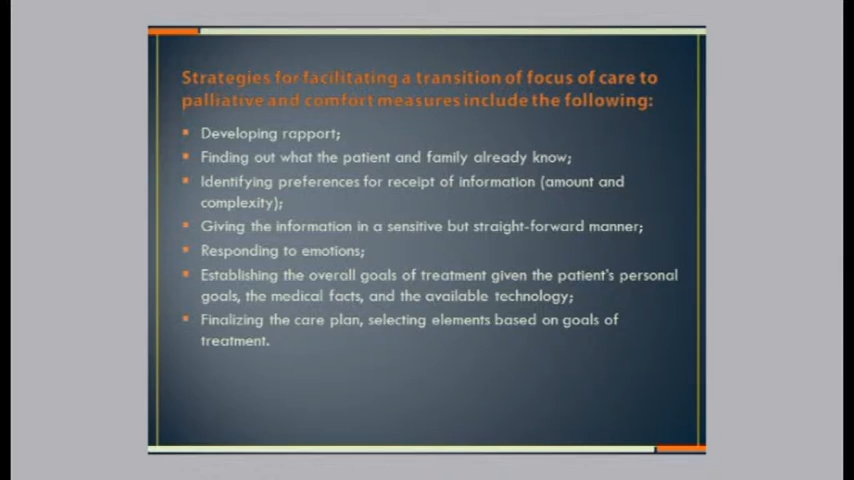 Strategies for facilitating a transition of focus of care to
palliative and comfort measures include the following:
▪ Developing rapport;
▪ Finding out what the patient and family already know;
▪ Identifying preferences for receipt of information (amount and
complexity);
▪ Giving the information in a sensitive but straight-forward manner;
▪ Responding to emotions;
▪ Establishing the overall goals of treatment given the patient's personal
goals, the medical facts, and the available technology;
▪ Finalizing the care plan, selecting elements based on goals of
treatment.